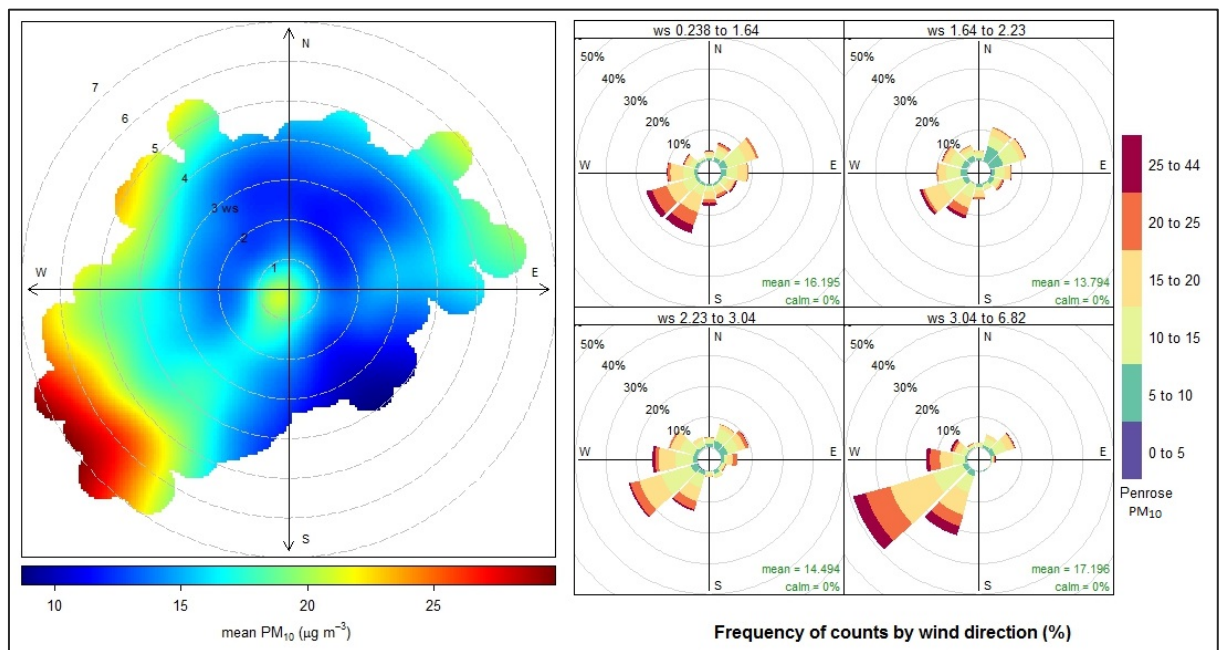 N
7
6
5
4
3 ws
2
1
W
E
S
10
15
20
25
mean PM₁₀ (µg m⁻³)
ws 0.238 to 1.64
50%
40%
30%
20%
10%
N
W
E
S
mean = 16.195
calm = 0%
ws 1.64 to 2.23
50%
40%
30%
20%
10%
N
W
E
S
mean = 13.794
calm = 0%
ws 2.23 to 3.04
50%
40%
30%
20%
10%
N
W
E
S
mean = 14.494
calm = 0%
ws 3.04 to 6.82
50%
40%
30%
20%
10%
N
W
E
S
mean = 17.196
calm = 0%
25 to 44
20 to 25
15 to 20
10 to 15
5 to 10
0 to 5
Penrose
PM₁₀
Frequency of counts by wind direction (%)